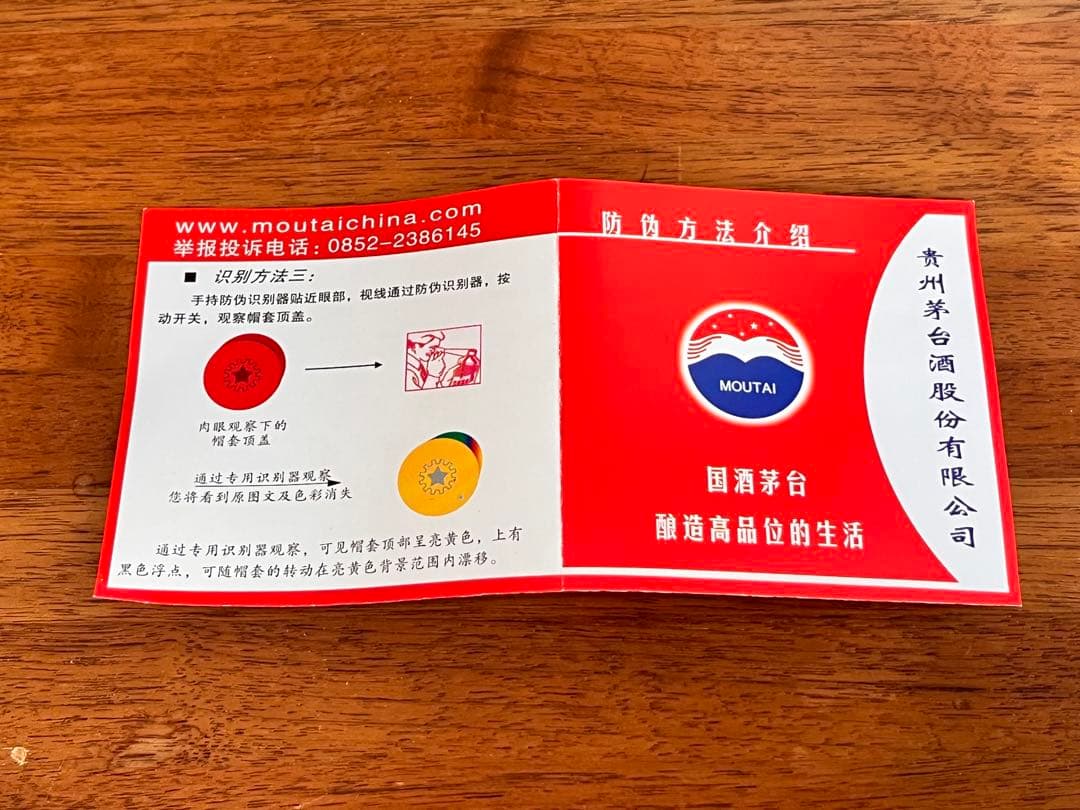 www.moutaichina.com
举报投诉电话：0852-2386145
■ 识别方法三：
手持防伪识别器贴近眼部，视线通过防伪识别器，按
动开关，观察帽套顶盖。
肉眼观察下的
帽套顶盖
通过专用识别器观察
您将看到原图文及色彩消失
通过专用识别器观察，可见帽套顶部呈亮黄色，上有
黑色浮点，可随帽套的转动在亮黄色背景范围内漂移。
防伪方法介绍
MOUTAI
国酒茅台
酿造高品位的生活
贵州茅台酒股份有限公司